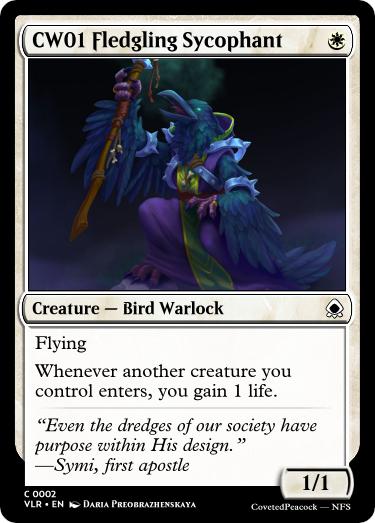 CW01 Fledgling Sycophant
Creature — Bird Warlock
Flying
Whenever another creature you
control enters, you gain 1 life.
“Even the dredges of our society have
purpose within His design.”
—Symi, first apostle
1/1
C 0002
VLR • EN Daria Preobrazhenskaya
CovetedPeacock — NFS